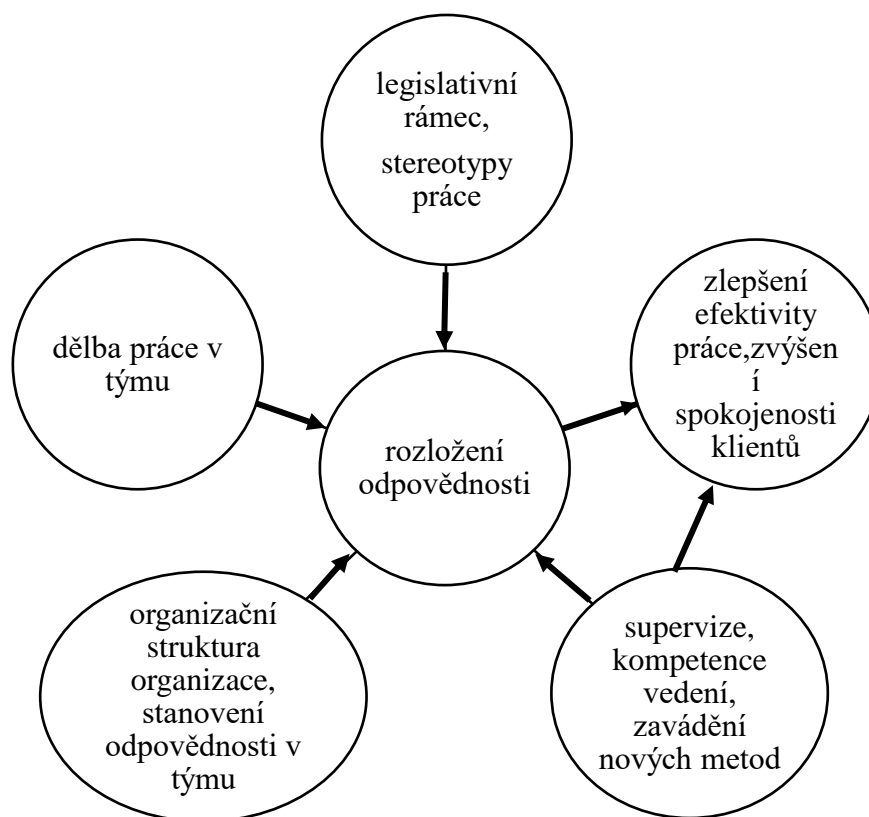 legislativní
rámec,
stereotypy
práce
dělba práce v
týmu
zlepšení
efektivity
práce,zvýšen
í
spokojenosti
klientů
rozložení
odpovědnosti
organizační
struktura
organizace,
stanovení
odpovědnosti v
týmu
supervize,
kompetence
vedení,
zavádění
nových metod